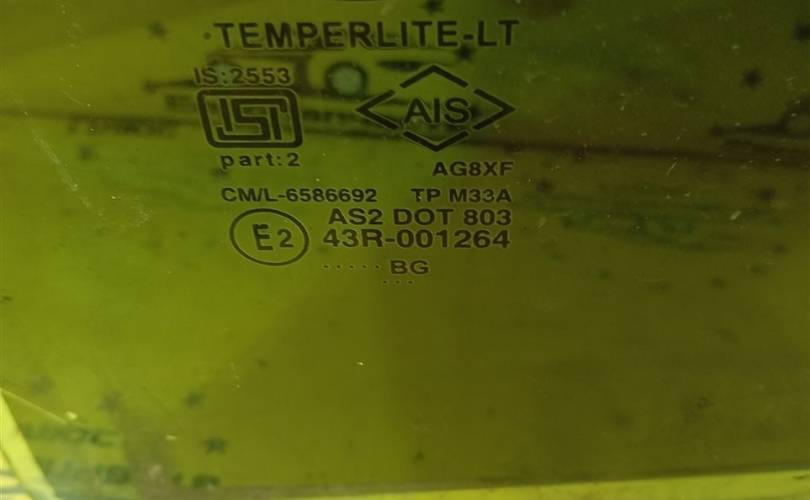 TEMPERLITE-LT
IS:2553
ISI AIS
part:2
AG8XF
CM/L-6586692 TP M33A
AS2 DOT 803
E2 43R-001264
····· BG
···